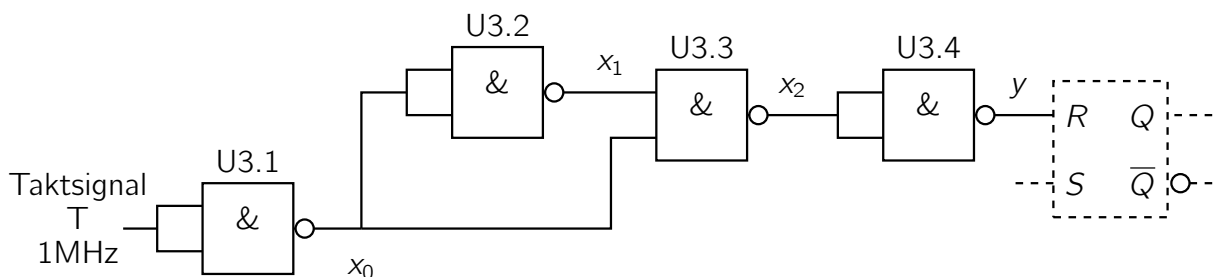 U3.2
U3.3
U3.4
&
x₁
&
x₂
&
y
R Q
S Q̅
U3.1
&
Taktsignal
T
1MHz
x₀